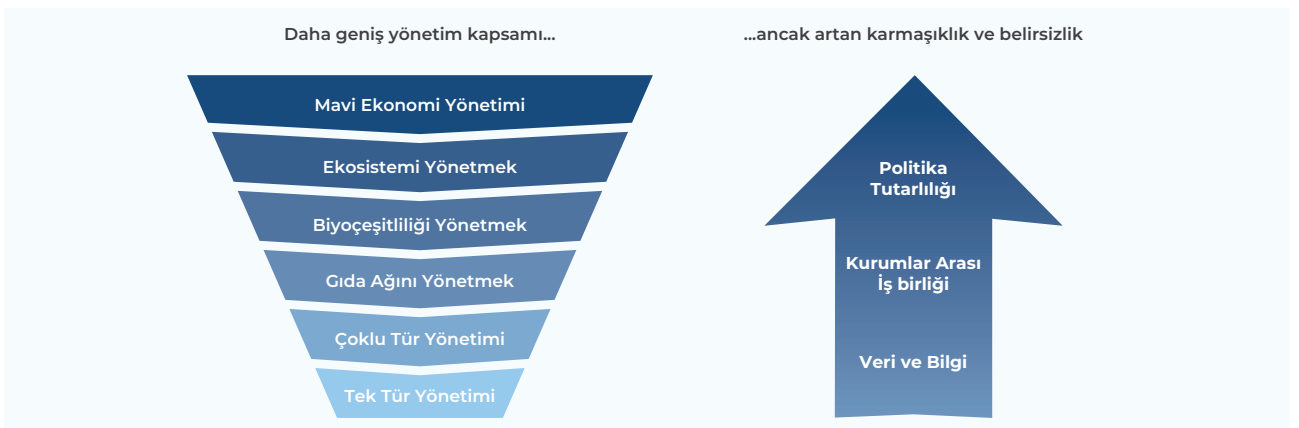 Daha geniş yönetim kapsamı...
Mavi Ekonomi Yönetimi
Ekosistemi Yönetmek
Biyoçeşitliliği Yönetmek
Gıda Ağını Yönetmek
Çoklu Tür Yönetimi
Tek Tür Yönetimi
...ancak artan karmaşıklık ve belirsizlik
Politika
Tutarlılığı
Kurumlar Arası
İş birliği
Veri ve Bilgi